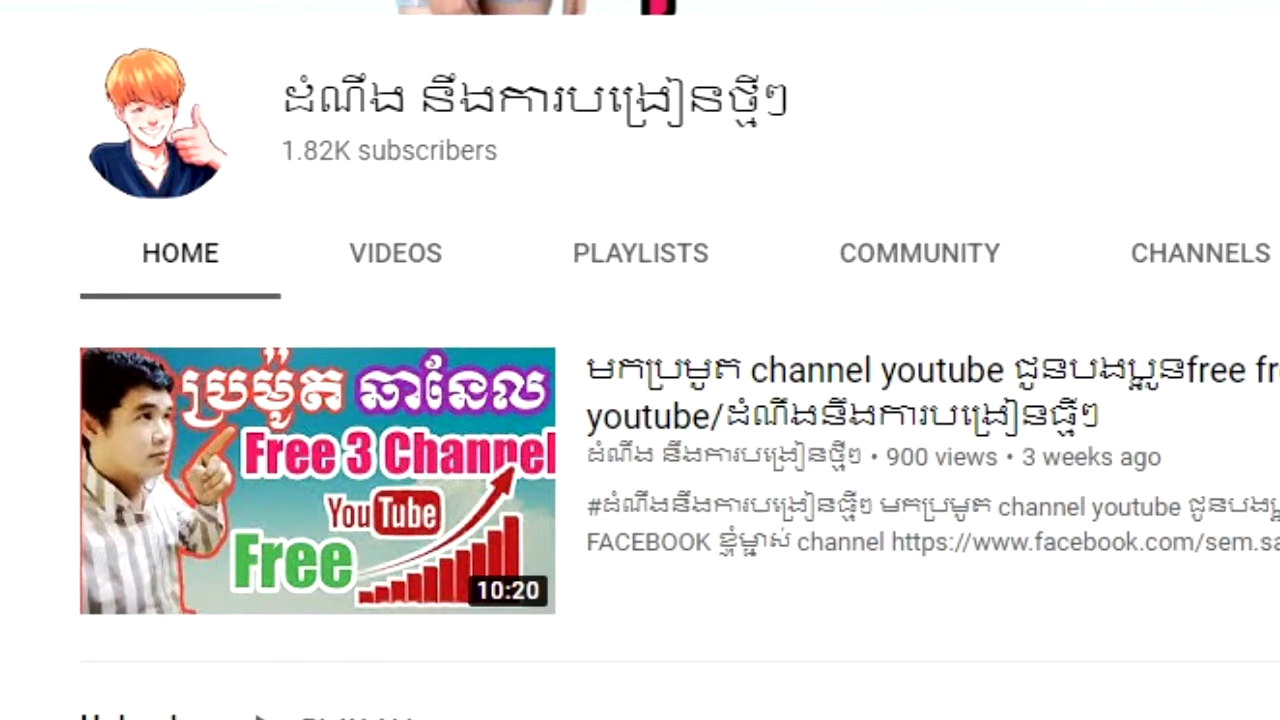 ដំណឹង នឹងការបង្រៀនថ្មីៗ
1.82K subscribers
HOME VIDEOS PLAYLISTS COMMUNITY CHANNELS
ប្រម៉ូត ឆានែល
Free 3 Channel
YouTube
Free
10:20
មកប្រមូត channel youtube ជូនបងប្អូនfree
youtube/ដំណឹងនឹងការបង្រៀនថ្មីៗ
ដំណឹង នឹងការបង្រៀនថ្មីៗ • 900 views • 3 weeks ago
#ដំណឹងនឹងការបង្រៀនថ្មីៗ មកប្រមូត channel youtube
FACEBOOK ខ្ញុំម្ចាស់ channel https://www.facebook.com/sem.sa